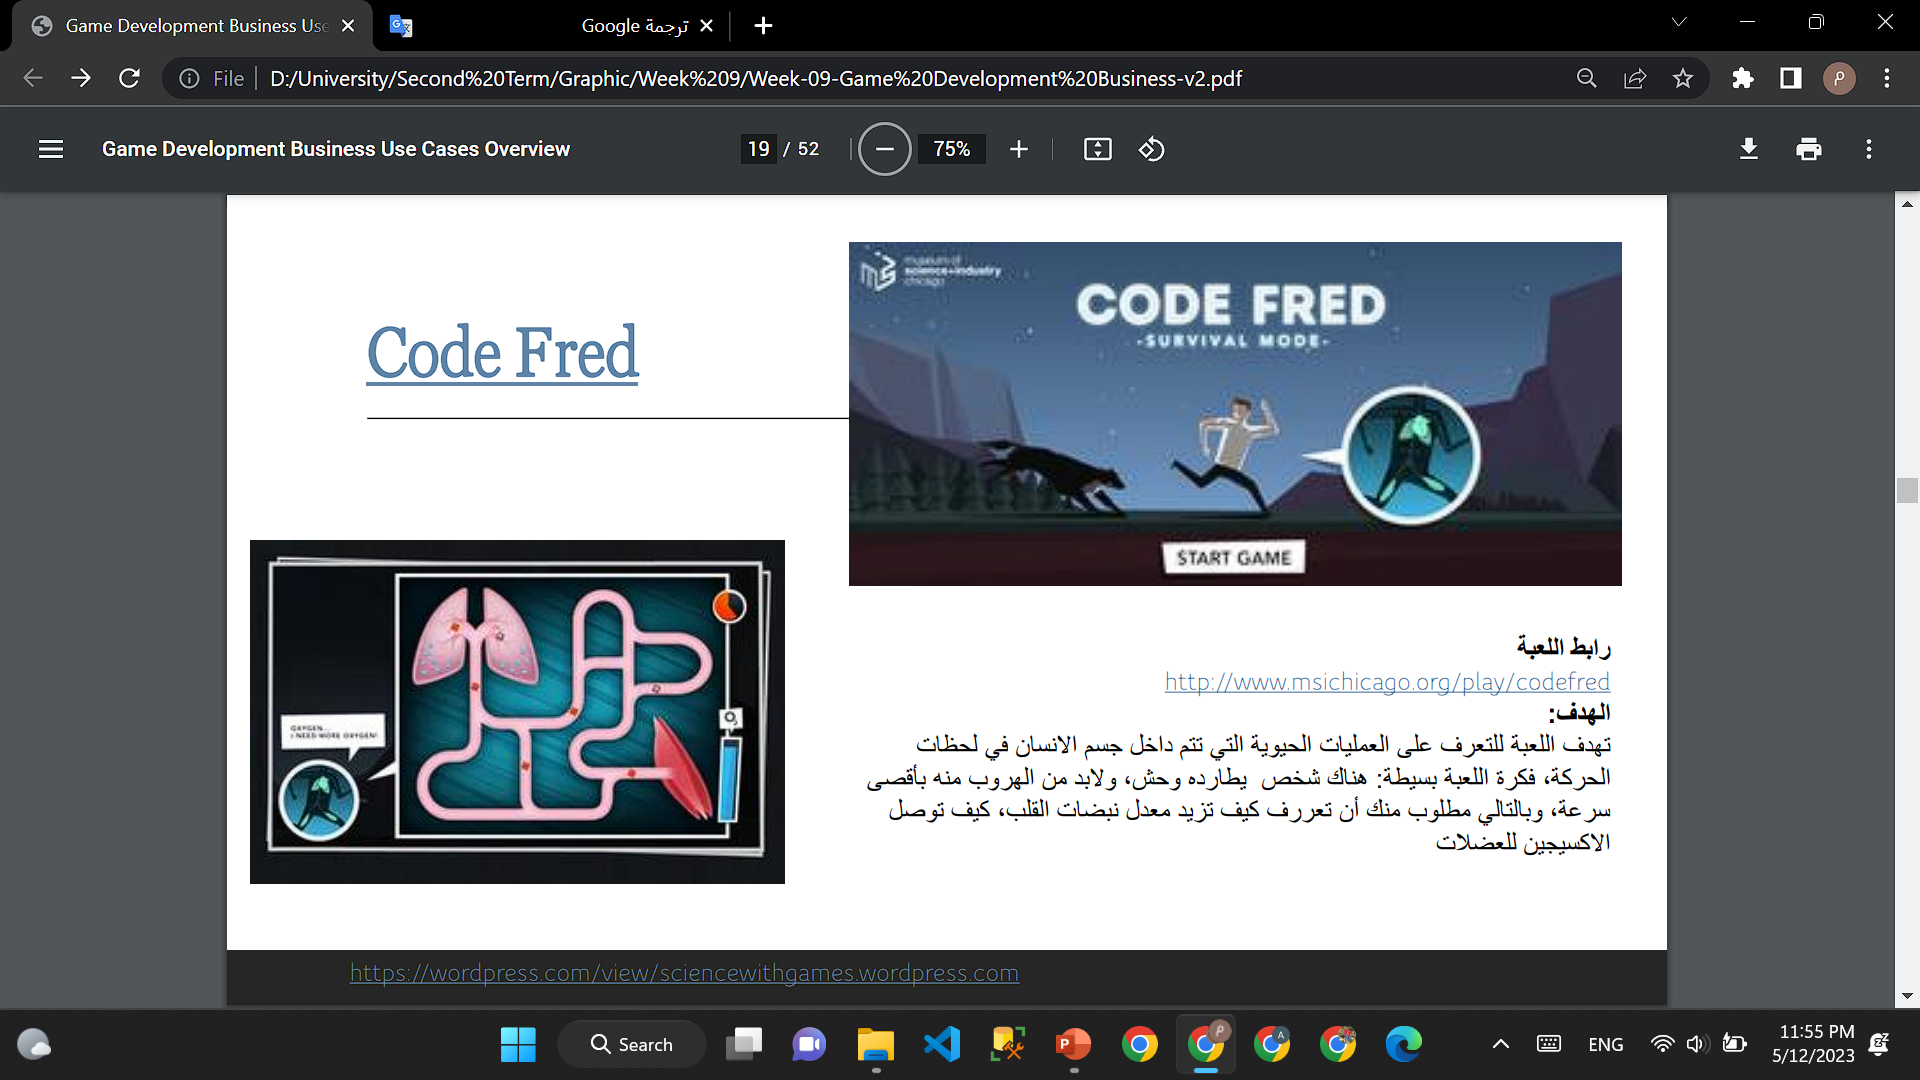 Game Development Business Use
ترجمة Google
File
D:/University/Second%20Term/Graphic/Week%209/Week-09-Game%20Development%20Business-v2.pdf
Game Development Business Use Cases Overview
19 / 52
75%
Code Fred
museum of
science+industry
chicago
CODE FRED
-SURVIVAL MODE-
START GAME
OXYGEN...
I NEED MORE OXYGEN!
O₂
رابط اللعبة
http://www.msichicago.org/play/codefred
الهدف:
تهدف اللعبة للتعرف على العمليات الحيوية التي تتم داخل جسم الانسان في لحظات
الحركة، فكرة اللعبة بسيطة: هناك شخص يطارده وحش، ولابد من الهروب منه بأقصى
سرعة، وبالتالي مطلوب منك أن تعررف كيف تزيد معدل نبضات القلب، كيف توصل
الاكسيجين للعضلات
https://wordpress.com/view/sciencewithgames.wordpress.com
Search
ENG
11:55 PM
5/12/2023